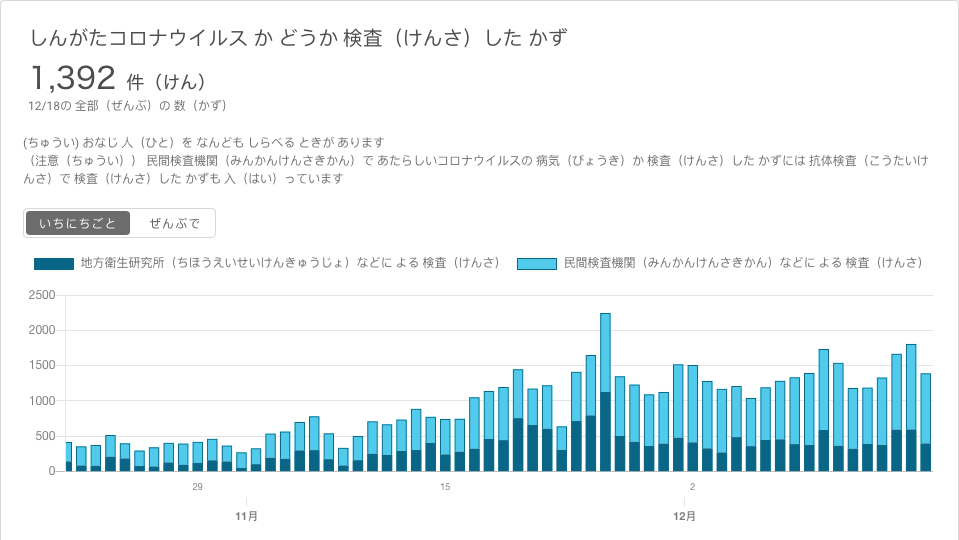 しんがたコロナウイルス か どうか 検査（けんさ）した かず
1,392 件（けん）
12/18の 全部（ぜんぶ）の 数（かず）
(ちゅうい) おなじ 人（ひと）を なんども しらべる ときが あります
（注意（ちゅうい）） 民間検査機関（みんかんけんさきかん）で あたらしいコロナウイルスの 病気（びょうき）か 検査（けんさ）した かずには 抗体検査（こうたいけ
んさ）で 検査（けんさ）した かずも 入（はい）っています
いちにちごと ぜんぶで
地方衛生研究所（ちほうえいせいけんきゅうじょ）などに よる 検査（けんさ） 民間検査機関（みんかんけんさきかん）などに よる 検査（けんさ）
2500
2000
1500
1000
500
0
29 15 2
11月 12月